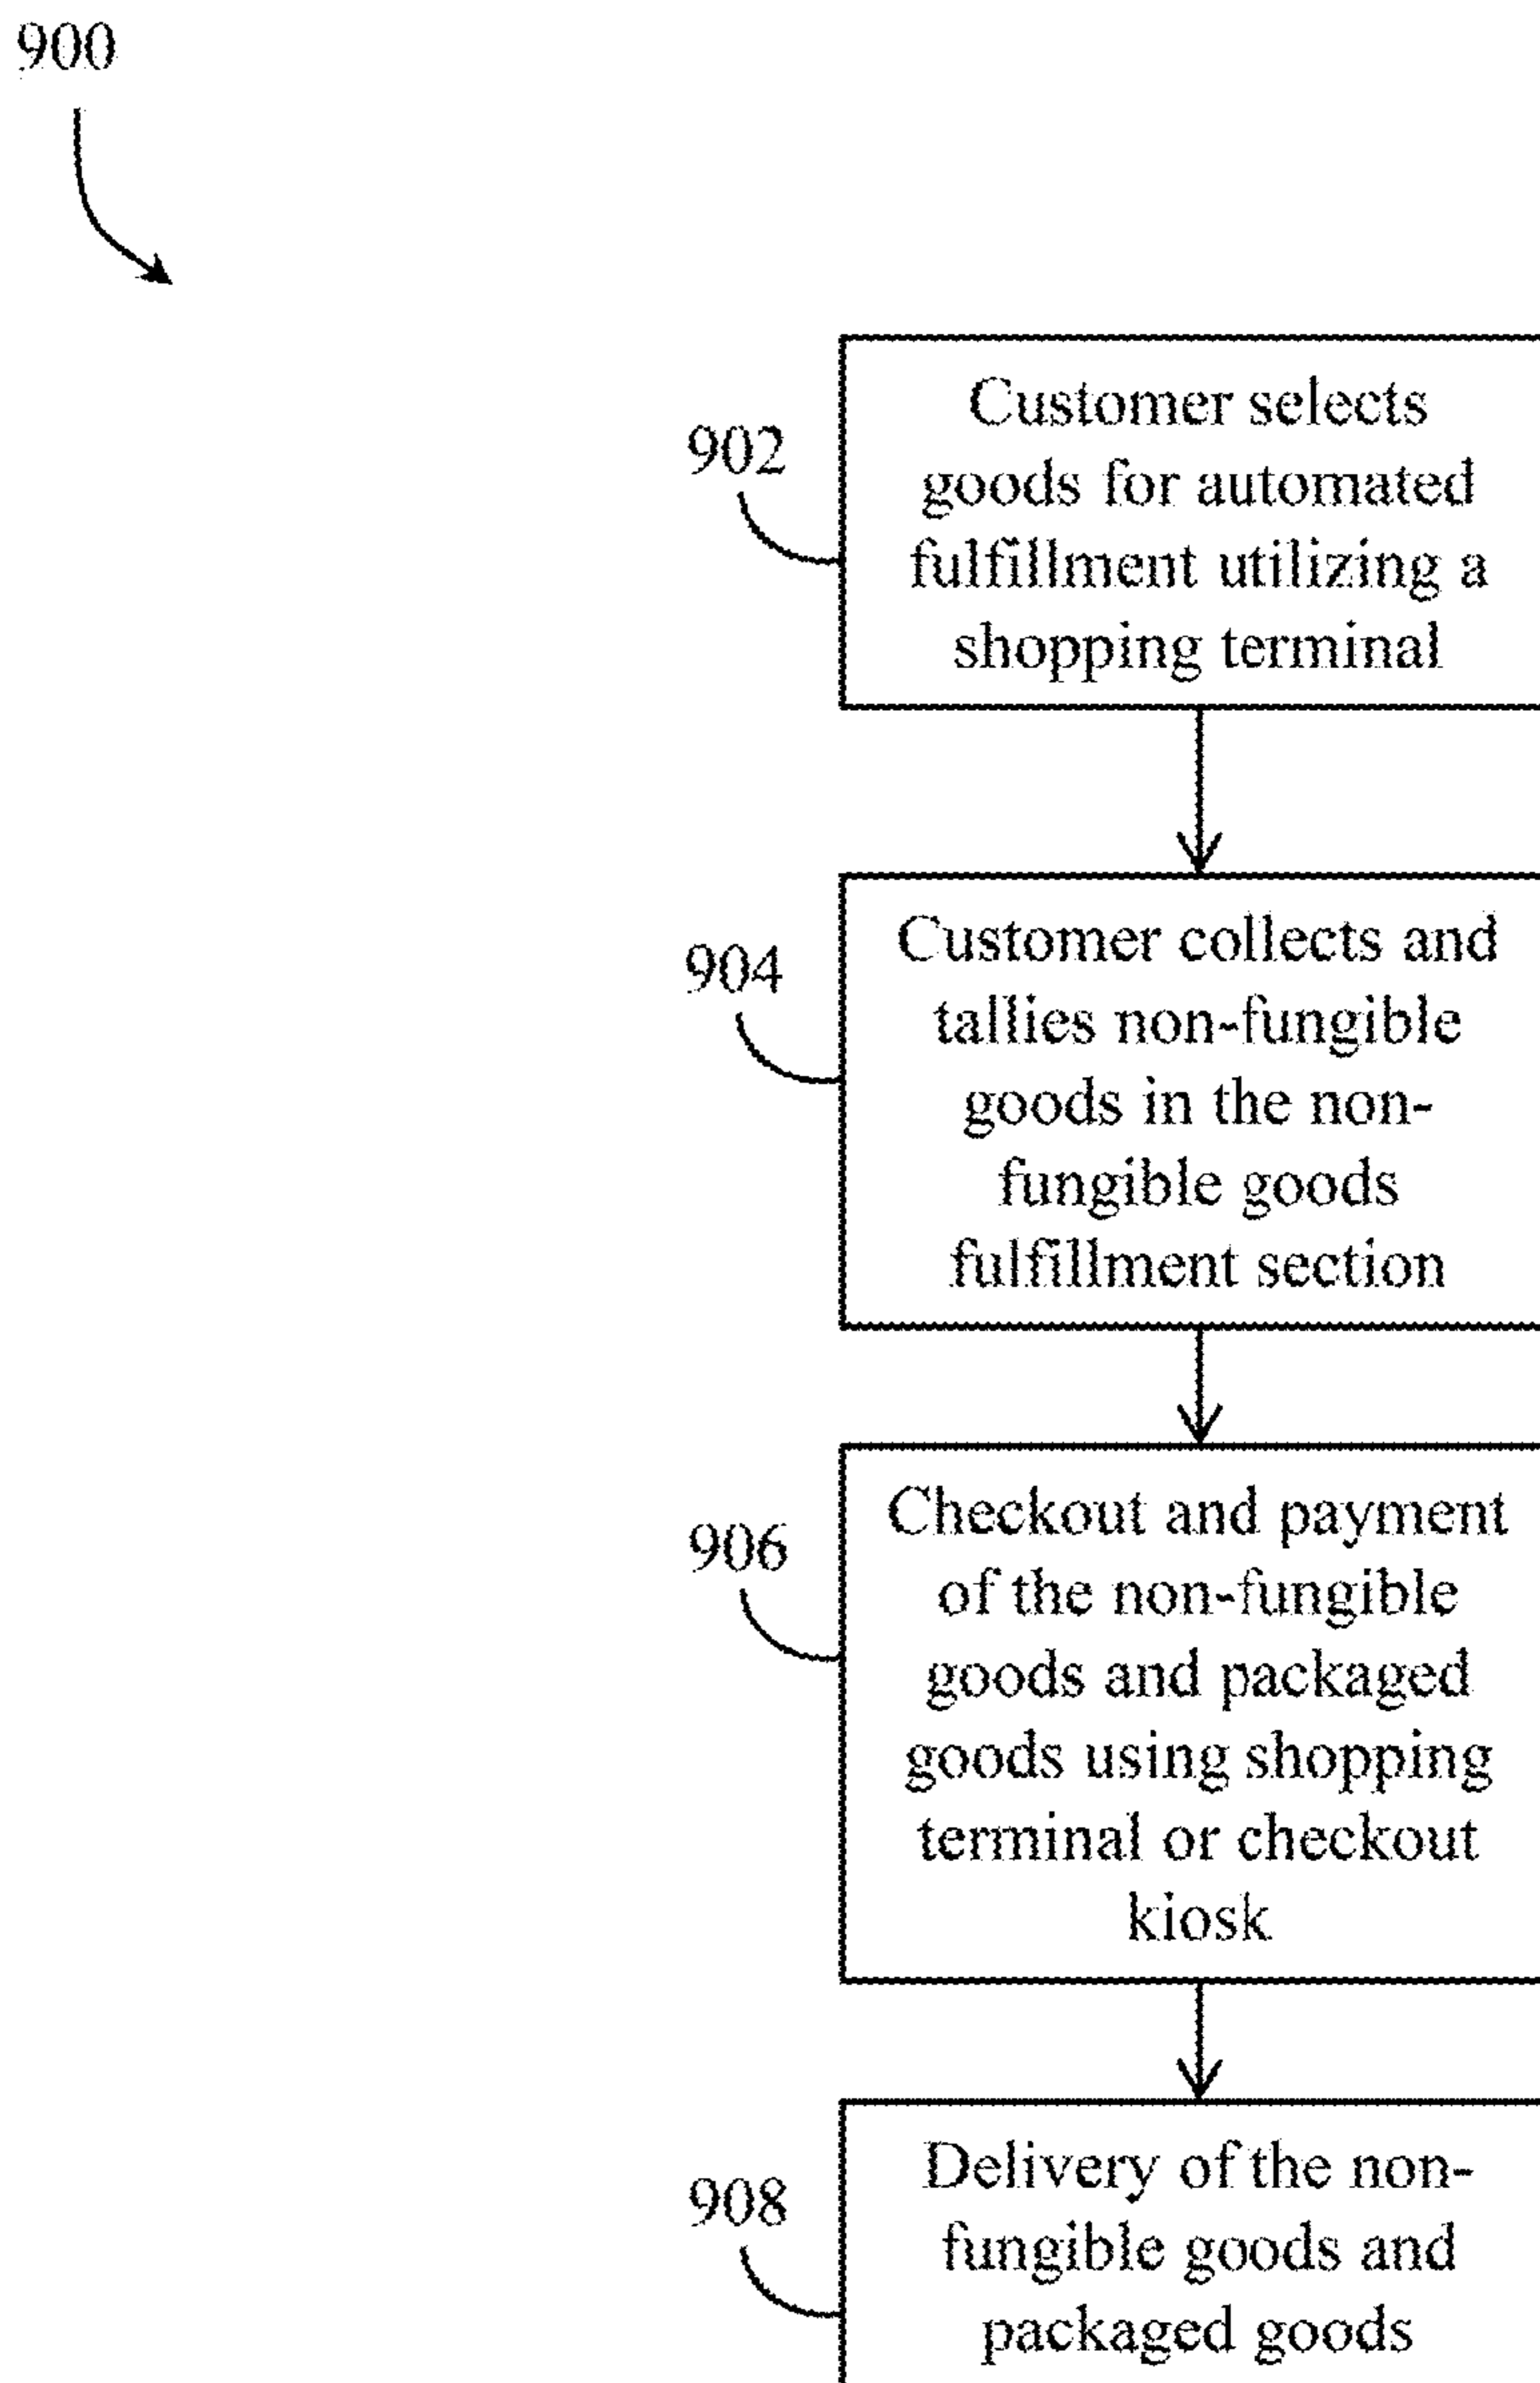 900
902
Customer selects
goods for automated
fulfillment utilizing a
shopping terminal
904
Customer collects and
tallies non-fungible
goods in the non-
fungible goods
fulfillment section
906
Checkout and payment
of the non-fungible
goods and packaged
goods using shopping
terminal or checkout
kiosk
908
Delivery of the non-
fungible goods and
packaged goods